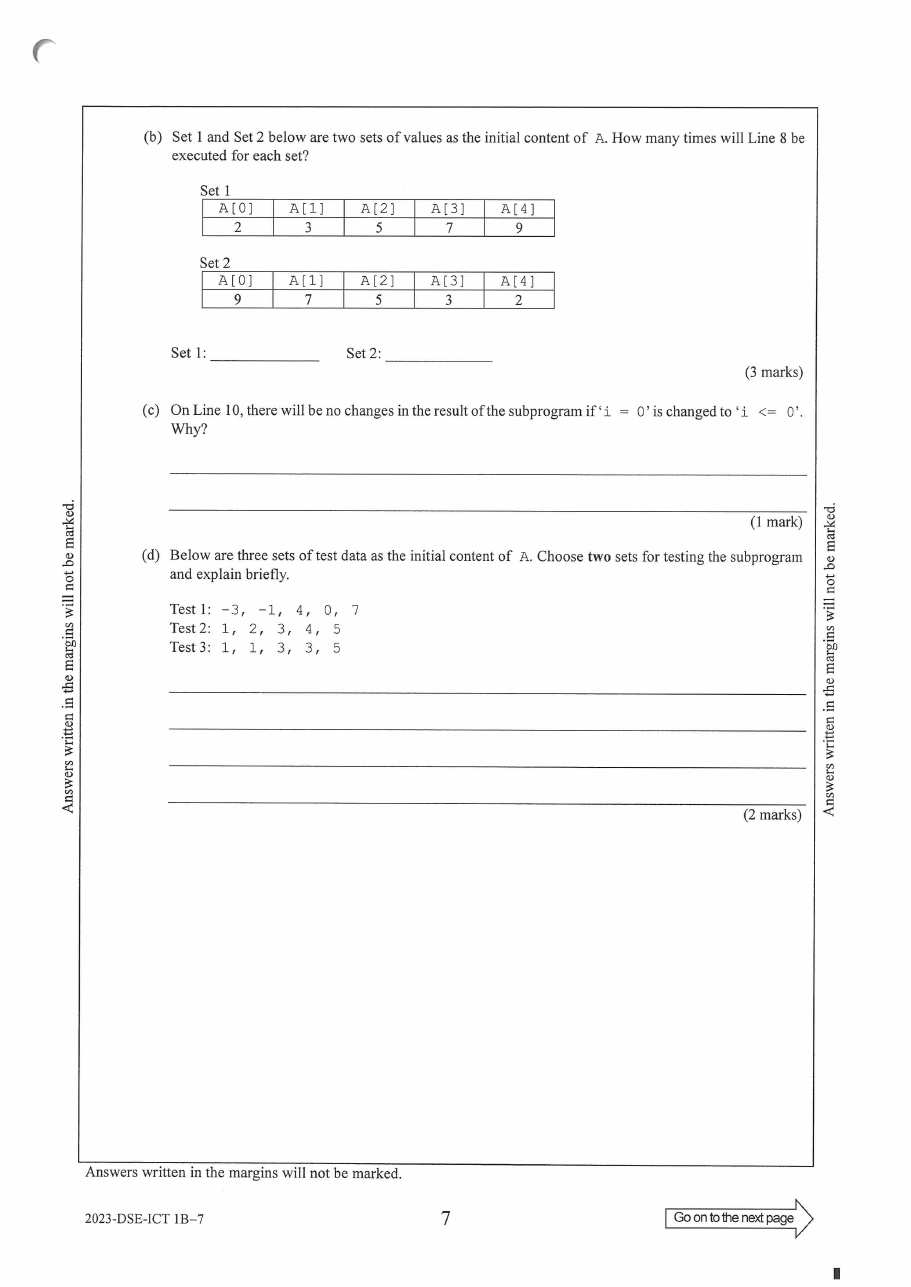 (b) Set 1 and Set 2 below are two sets of values as the initial content of A. How many times will Line 8 be
executed for each set?
Set 1
A[0] A[1] A[2] A[3] A[4]
2 3 5 7 9
Set 2
A[0] A[1] A[2] A[3] A[4]
9 7 5 3 2
Set 1: ____________ Set 2: ____________
(3 marks)
(c) On Line 10, there will be no changes in the result of the subprogram if ‘i = 0’ is changed to ‘i <= 0’.
Why?
(1 mark)
(d) Below are three sets of test data as the initial content of A. Choose two sets for testing the subprogram
and explain briefly.
Test 1: -3, -1, 4, 0, 7
Test 2: 1, 2, 3, 4, 5
Test 3: 1, 1, 3, 3, 5
(2 marks)
Answers written in the margins will not be marked.
Answers written in the margins will not be marked.
Answers written in the margins will not be marked.
2023-DSE-ICT 1B–7
7
Go on to the next page